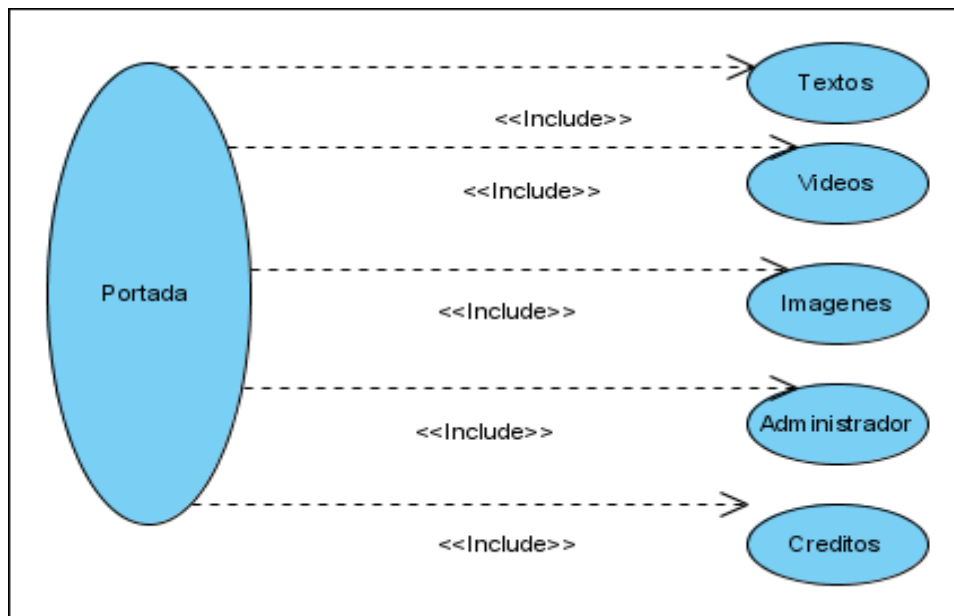 Textos
<<Include>>
Videos
<<Include>>
Portada
Imagenes
<<Include>>
Administrador
<<Include>>
Creditos
<<Include>>